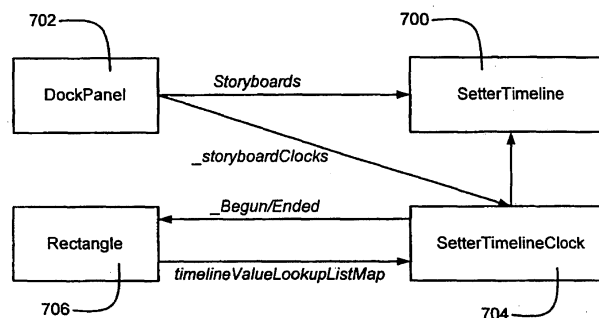 702
700
DockPanel
Storyboards
SetterTimeline
_storyboardClocks
_Begun/Ended
Rectangle
SetterTimelineClock
timelineValueLookupListMap
706
704